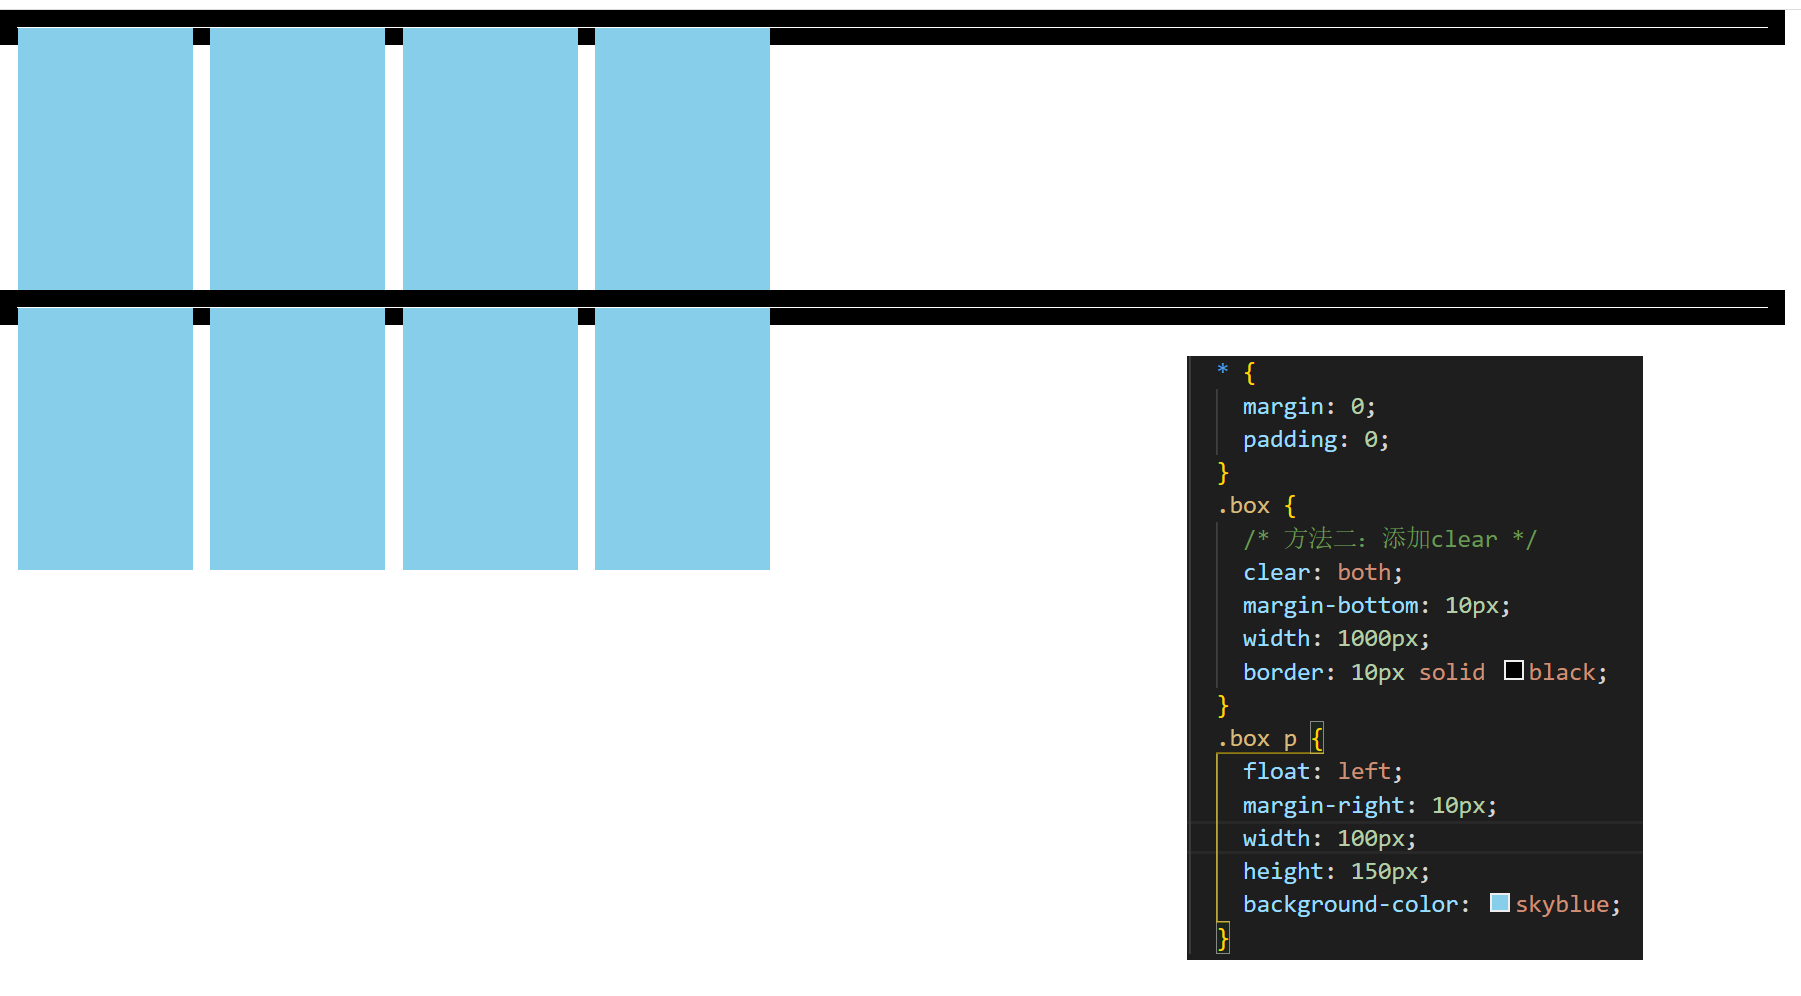 * {
margin: 0;
padding: 0;
}
.box {
/* 方法二：添加clear */
clear: both;
margin-bottom: 10px;
width: 1000px;
border: 10px solid black;
}
.box p {
float: left;
margin-right: 10px;
width: 100px;
height: 150px;
background-color: skyblue;
}